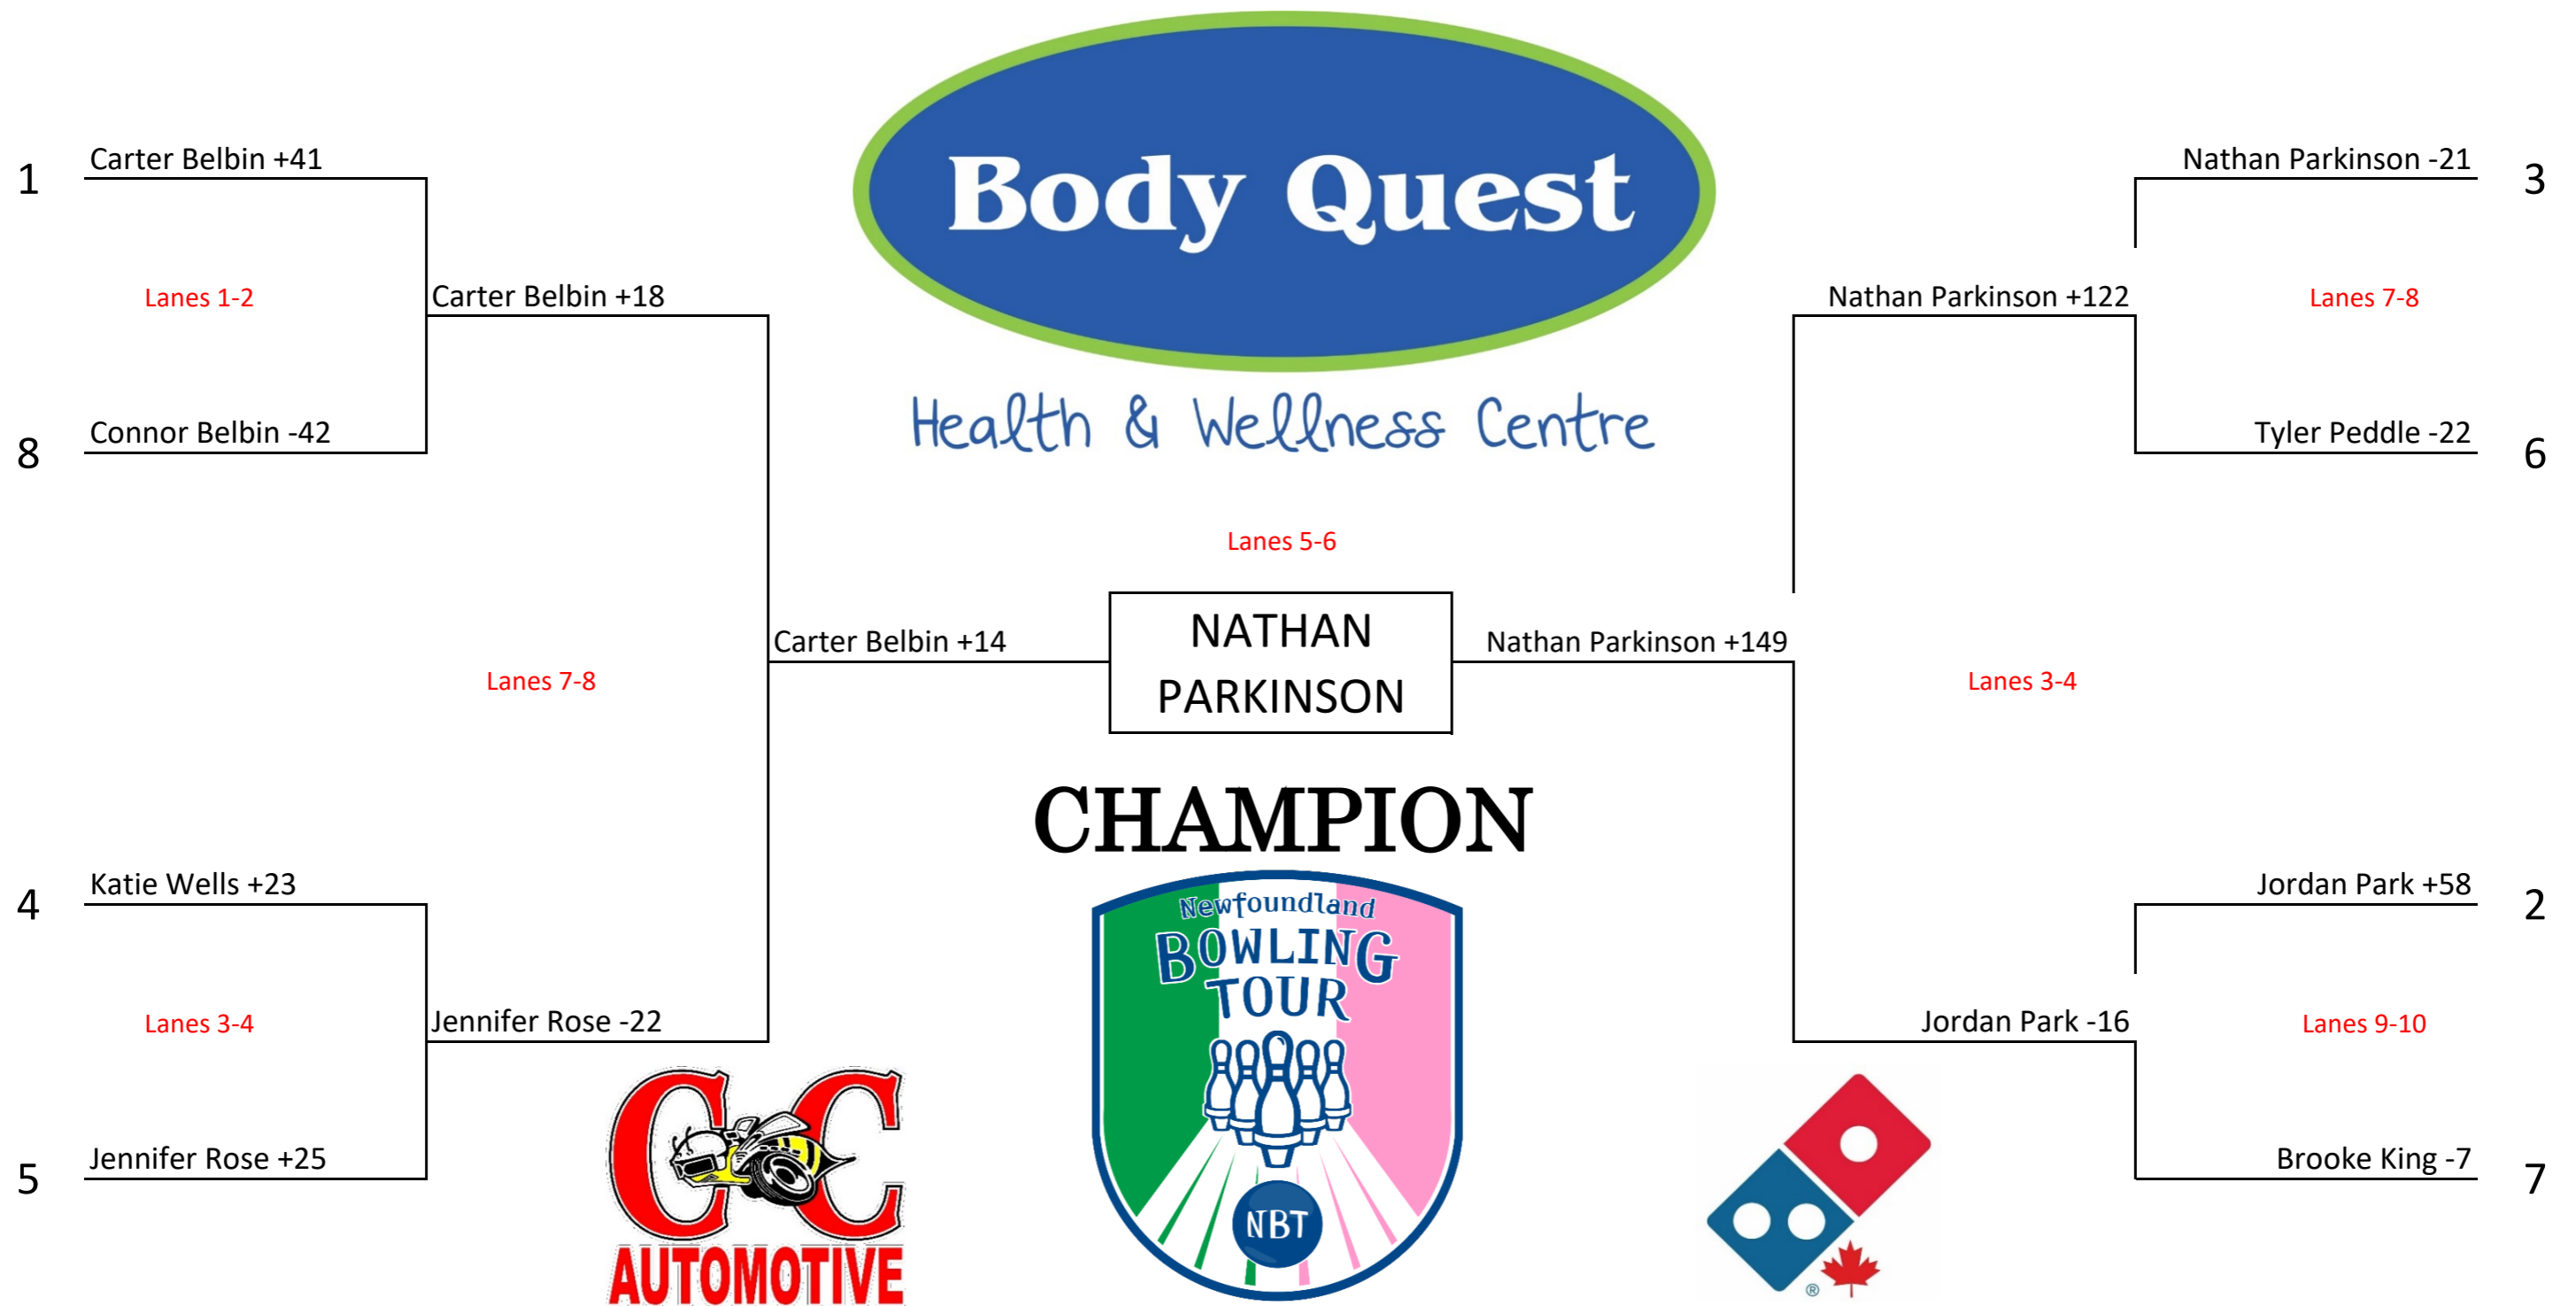 Body Quest
Health & Wellness Centre
1
Carter Belbin +41
Lanes 1-2
Carter Belbin +18
8
Connor Belbin -42
Lanes 7-8
Carter Belbin +14
4
Katie Wells +23
Lanes 3-4
Jennifer Rose -22
5
Jennifer Rose +25
Lanes 5-6
NATHAN
PARKINSON
CHAMPION
Nathan Parkinson -21
3
Nathan Parkinson +122
Lanes 7-8
Tyler Peddle -22
6
Nathan Parkinson +149
Lanes 3-4
Jordan Park +58
2
Jordan Park -16
Lanes 9-10
Brooke King -7
7
CC
AUTOMOTIVE
Newfoundland
BOWLING
TOUR
NBT
®